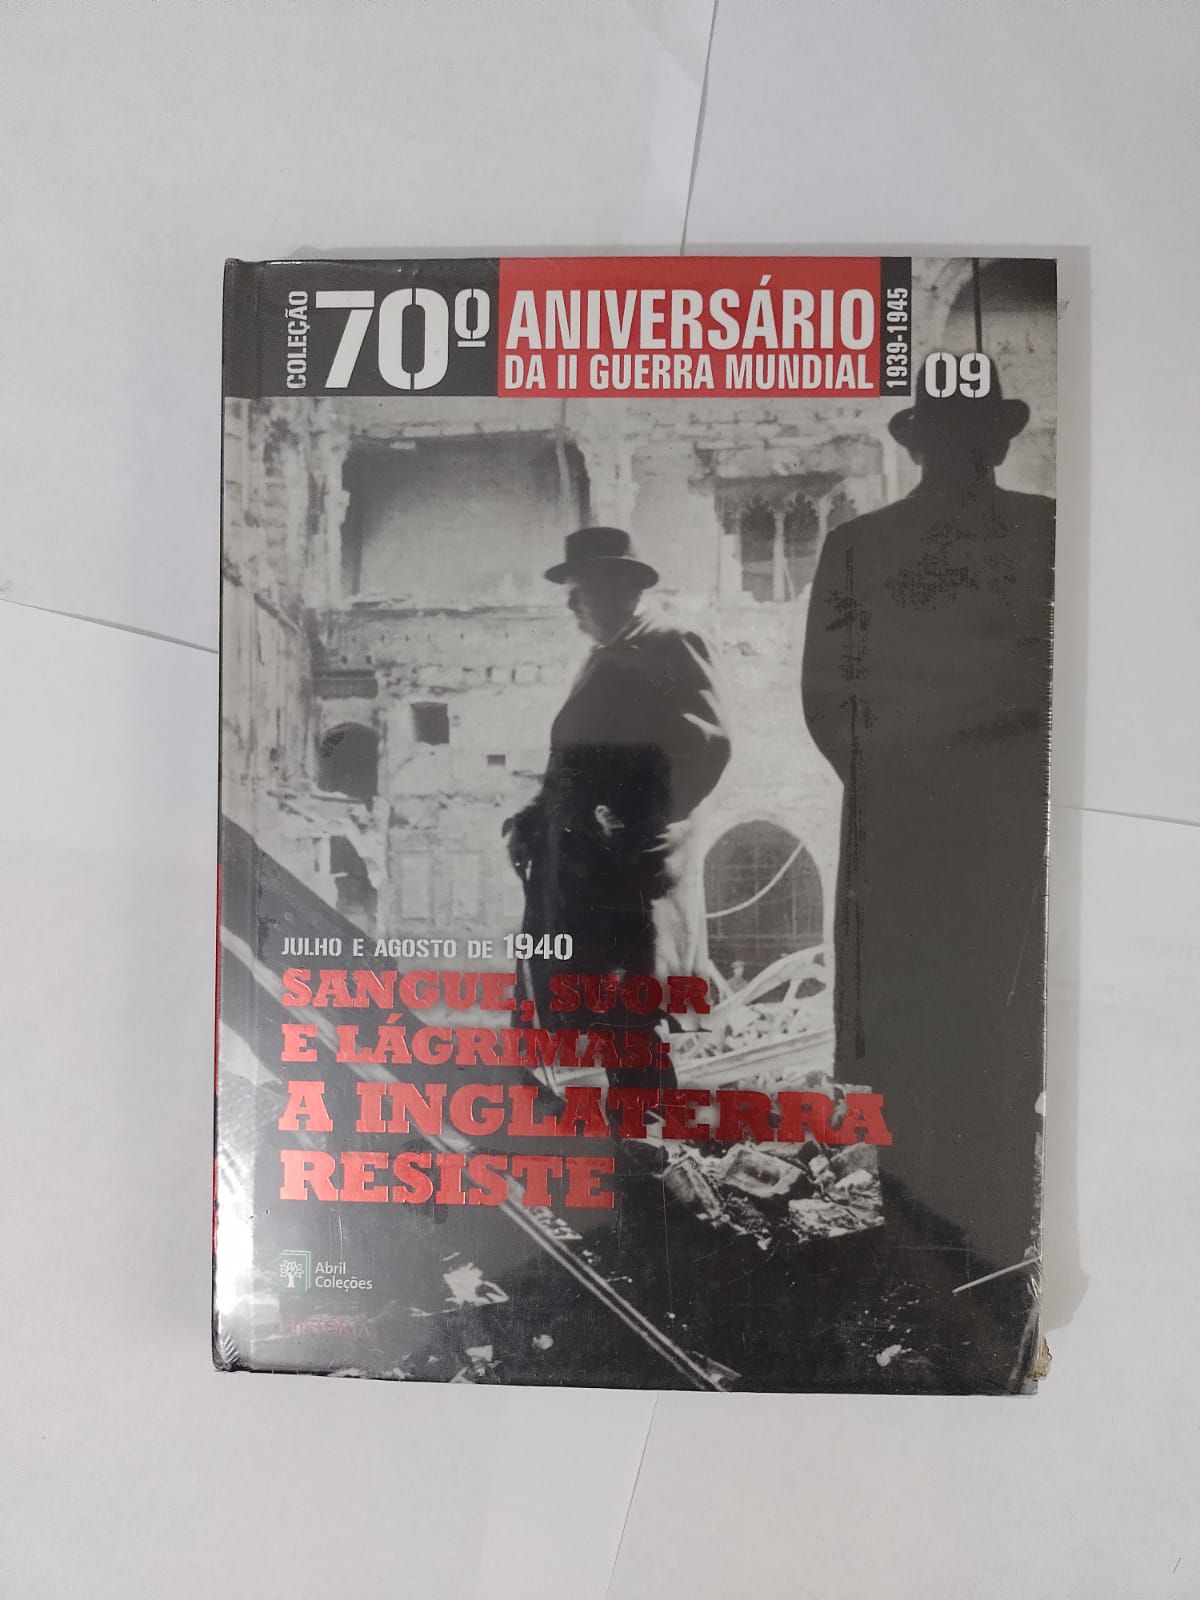 COLEÇÃO
70º
ANIVERSÁRIO
DA II GUERRA MUNDIAL
1939-1945
09
JULHO E AGOSTO DE 1940
SANGUE, SUOR
E LÁGRIMAS:
A INGLATERRA
RESISTE
Abril
Coleções
HISTÓRIA